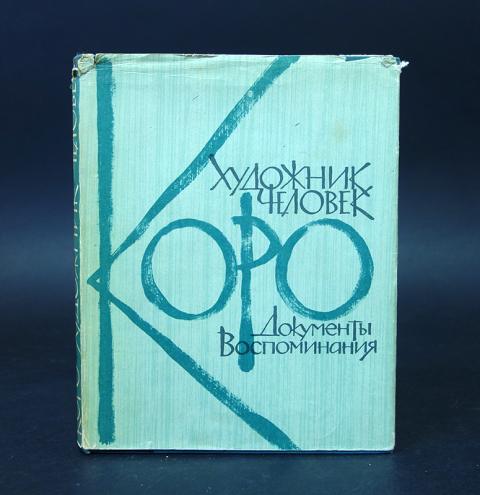 ХУДОЖНИК
ЧЕЛОВЕК
КОРО
Документы
Воспоминания